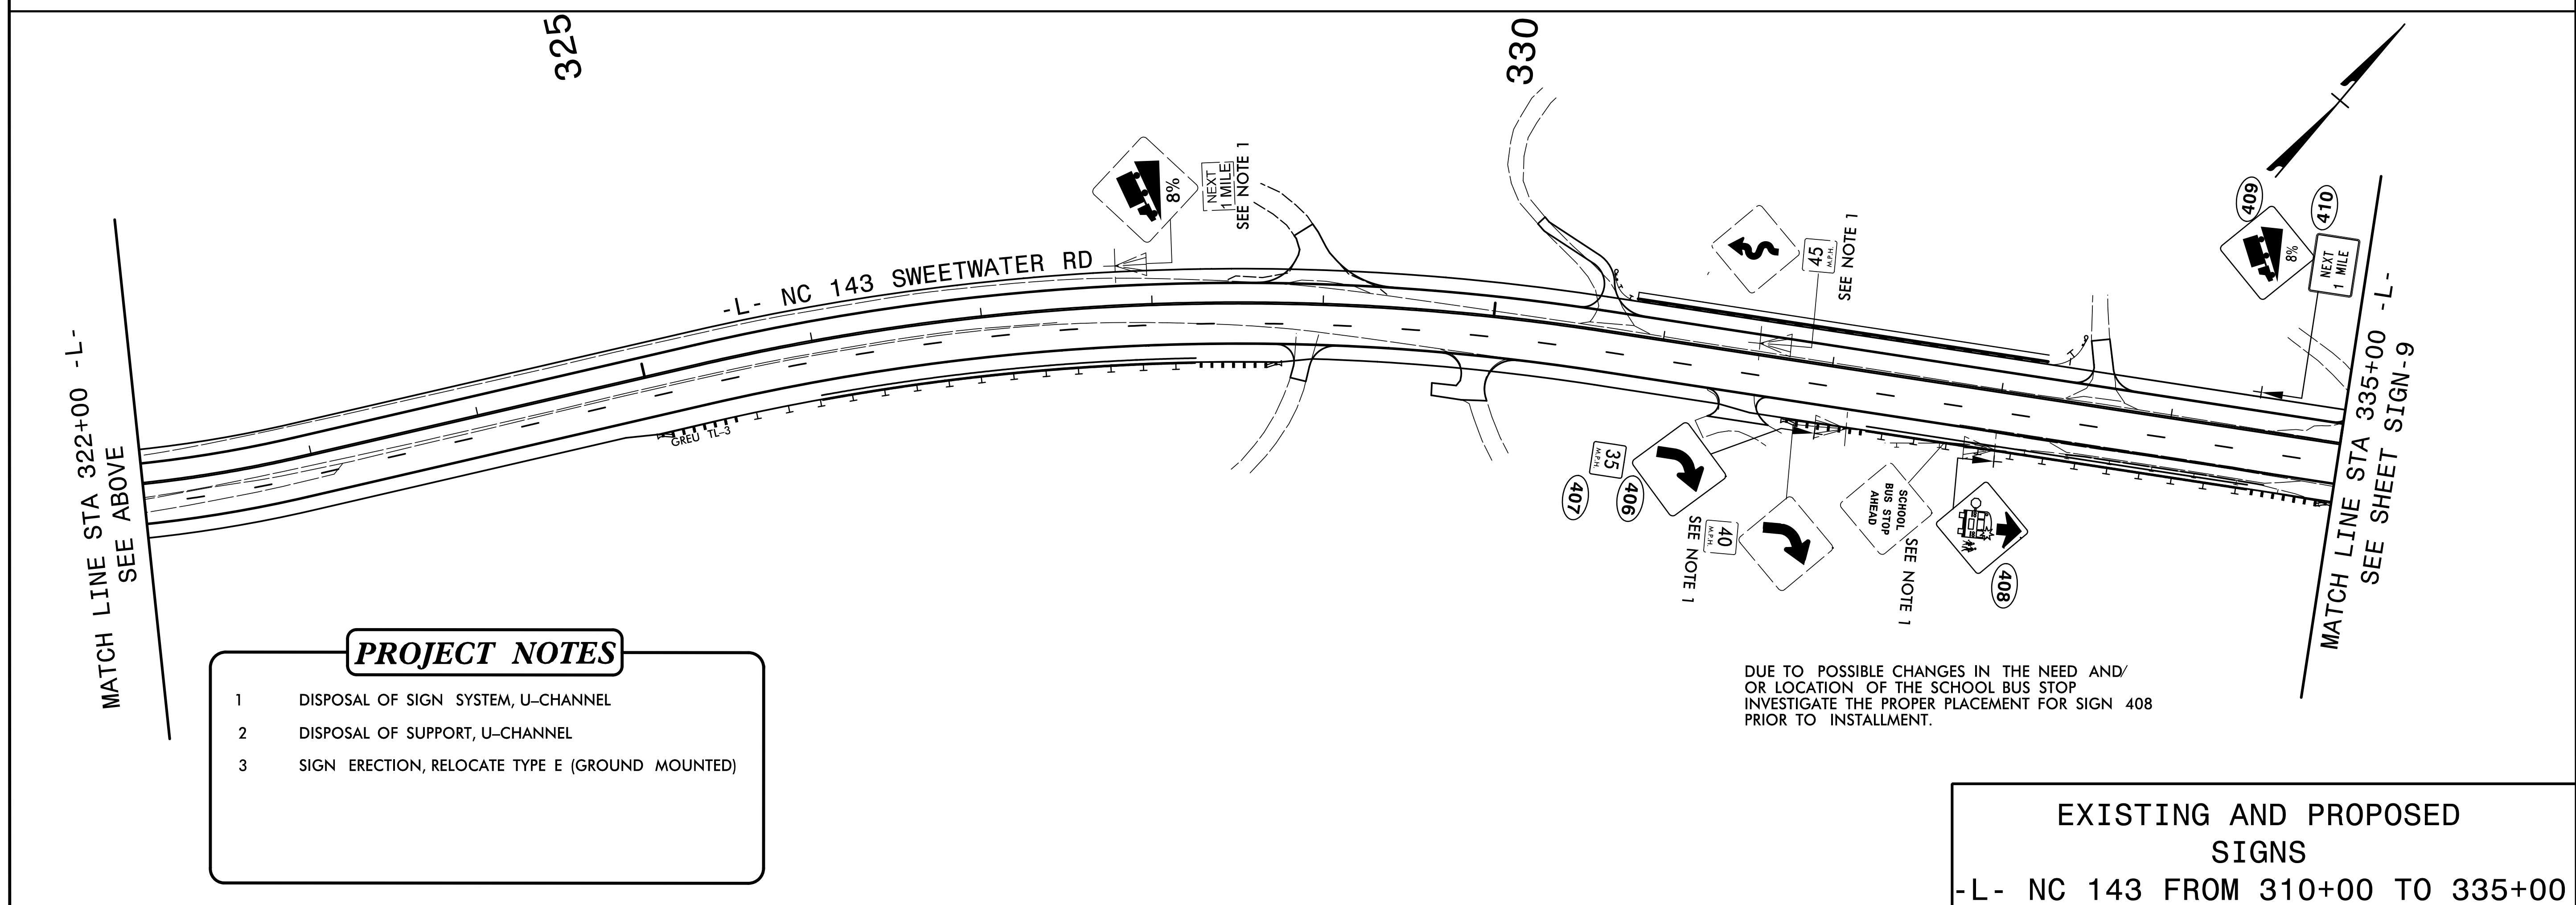 325
330
MATCH LINE STA 322+00 -L-
SEE ABOVE
-L- NC 143 SWEETWATER RD
8%
NEXT
1 MILE
SEE NOTE 1
45
M.P.H.
SEE NOTE 1
409
8%
410
NEXT
1 MILE
MATCH LINE STA 335+00 -L-
SEE SHEET SIGN-9
GREU TL-3
35
M.P.H.
407
406
40
M.P.H.
SEE NOTE 1
SCHOOL
BUS STOP
AHEAD
SEE NOTE 1
408
PROJECT NOTES
1 DISPOSAL OF SIGN SYSTEM, U-CHANNEL
2 DISPOSAL OF SUPPORT, U-CHANNEL
3 SIGN ERECTION, RELOCATE TYPE E (GROUND MOUNTED)
DUE TO POSSIBLE CHANGES IN THE NEED AND/
OR LOCATION OF THE SCHOOL BUS STOP
INVESTIGATE THE PROPER PLACEMENT FOR SIGN 408
PRIOR TO INSTALLMENT.
EXISTING AND PROPOSED
SIGNS
-L- NC 143 FROM 310+00 TO 335+00